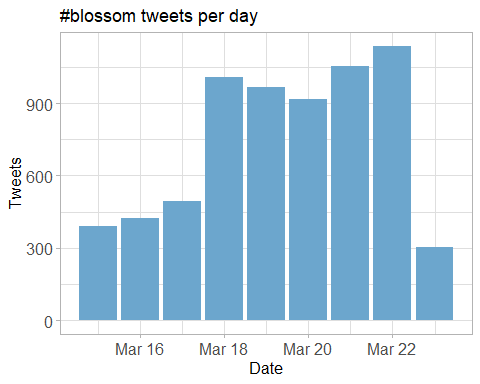 #blossom tweets per day
Tweets
900
600
300
0
Mar 16 Mar 18 Mar 20 Mar 22
Date